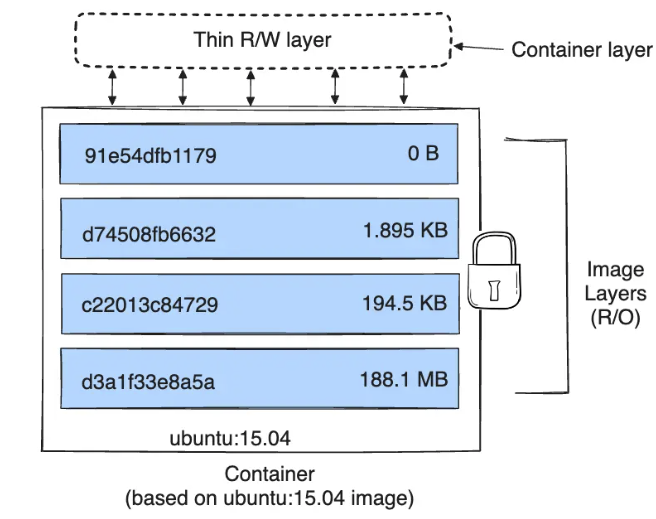 Thin R/W layer
Container layer
91e54dfb1179 0 B
d74508fb6632 1.895 KB
c22013c84729 194.5 KB
d3a1f33e8a5a 188.1 MB
Image
Layers
(R/O)
ubuntu:15.04
Container
(based on ubuntu:15.04 image)